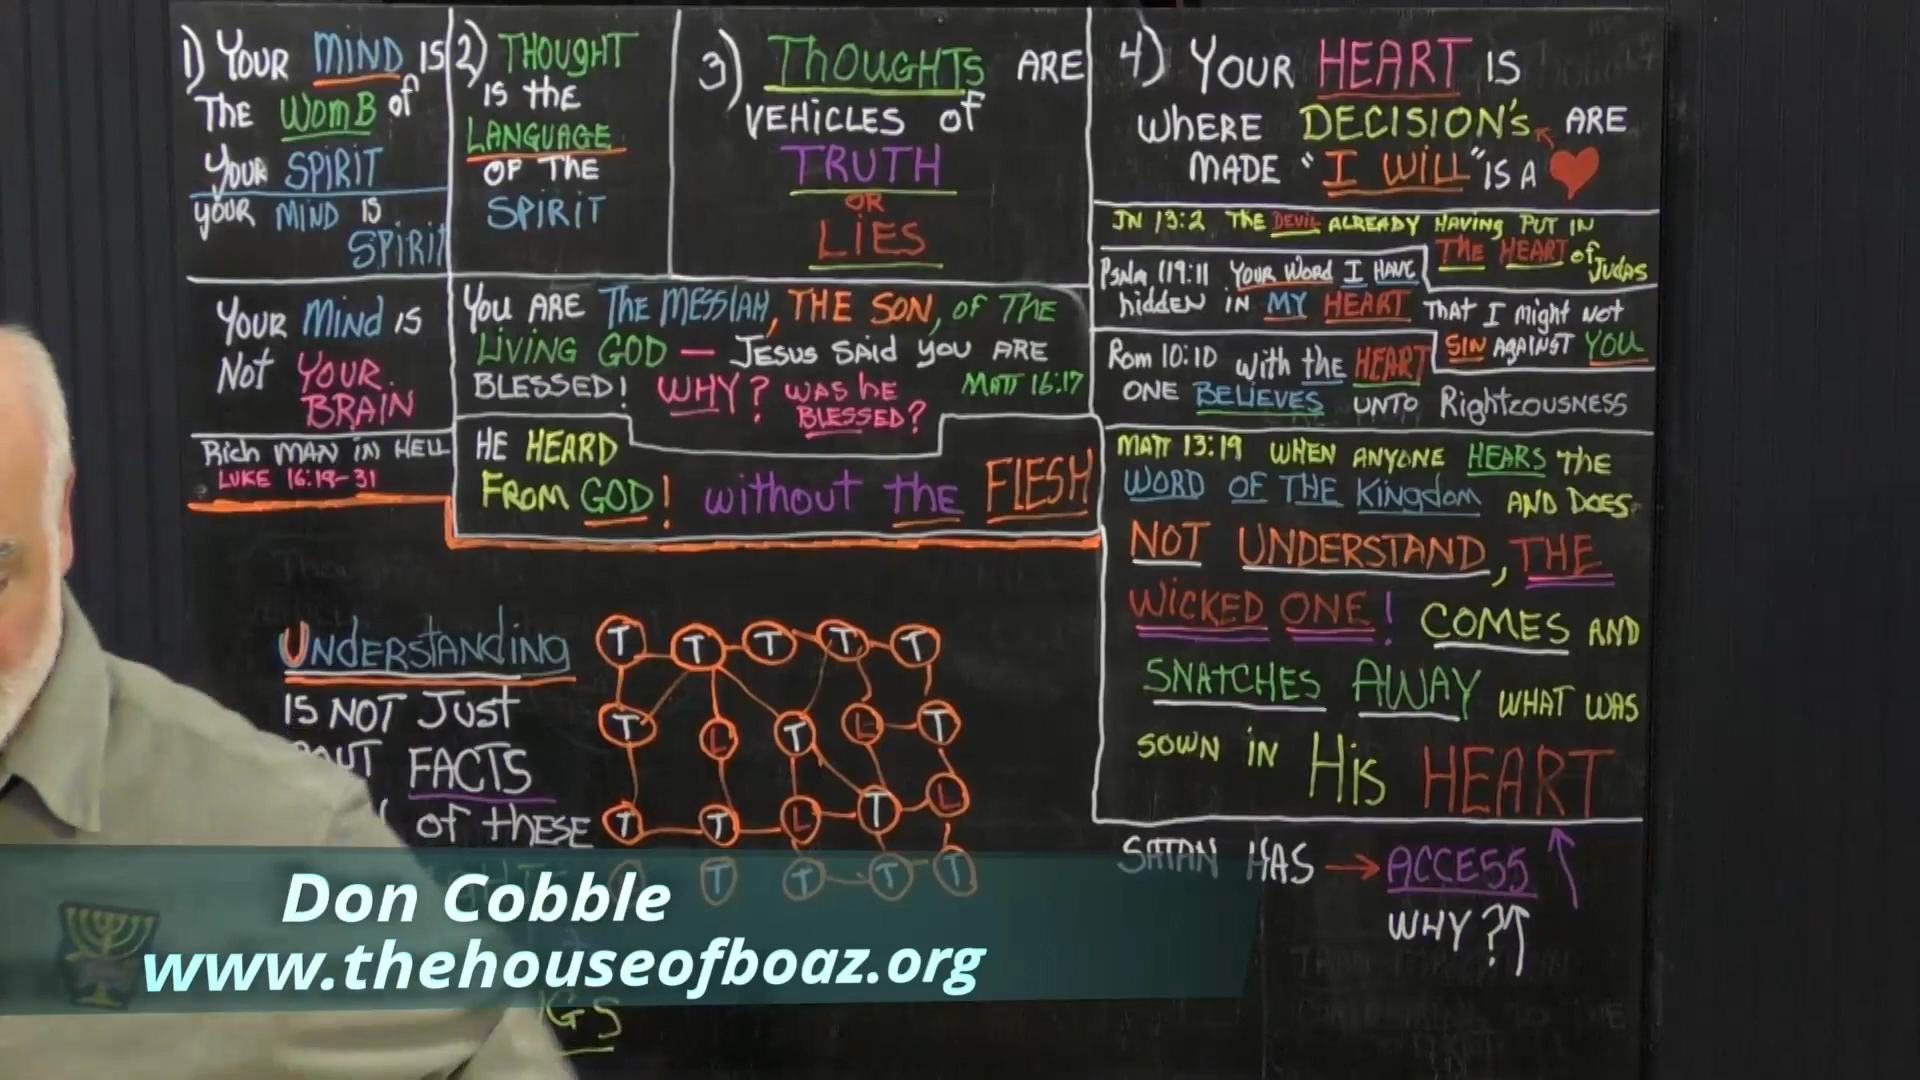 1) YOUR MIND IS
THE WOMB of
YOUR SPIRIT
YOUR MIND IS
SPIRIT
YOUR MIND IS
NOT YOUR
BRAIN
Rich MAN IN HELL
LUKE 16:19-31
2) THOUGHT
IS the
LANGUAGE
OF THE
SPIRIT
3) THOUGHTS ARE
VEHICLES of
TRUTH
OR
LIES
YOU ARE THE MESSIAH, THE SON, of THE
LIVING GOD — JESUS SAID YOU ARE
BLESSED! WHY? WAS HE
BLESSED?
MATT 16:17
HE HEARD
FROM GOD! without the FLESH
4) YOUR HEART IS
WHERE DECISION'S ARE
MADE "I WILL" IS A
JN 13:2 THE DEVIL ALREADY HAVING PUT IN
THE HEART of
JUDAS
PSALM 119:11 YOUR WORD I HAVE
hidden IN MY HEART THAT I might NOT
SIN AGAINST YOU
Rom 10:10 with the HEART
ONE BELIEVES UNTO RIGHTEOUSNESS
MATT 13:19 WHEN ANYONE HEARS THE
WORD OF THE KINGDOM AND DOES
NOT UNDERSTAND, THE
WICKED ONE! COMES AND
SNATCHES AWAY WHAT WAS
SOWN IN HIS HEART
SATAN HAS → ACCESS
WHY?
UNDERSTANDING
IS NOT JUST
FACTS
of these
T T T T T
T L T L T
T T L T L
T T T T
Don Cobble
www.thehouseofboaz.org